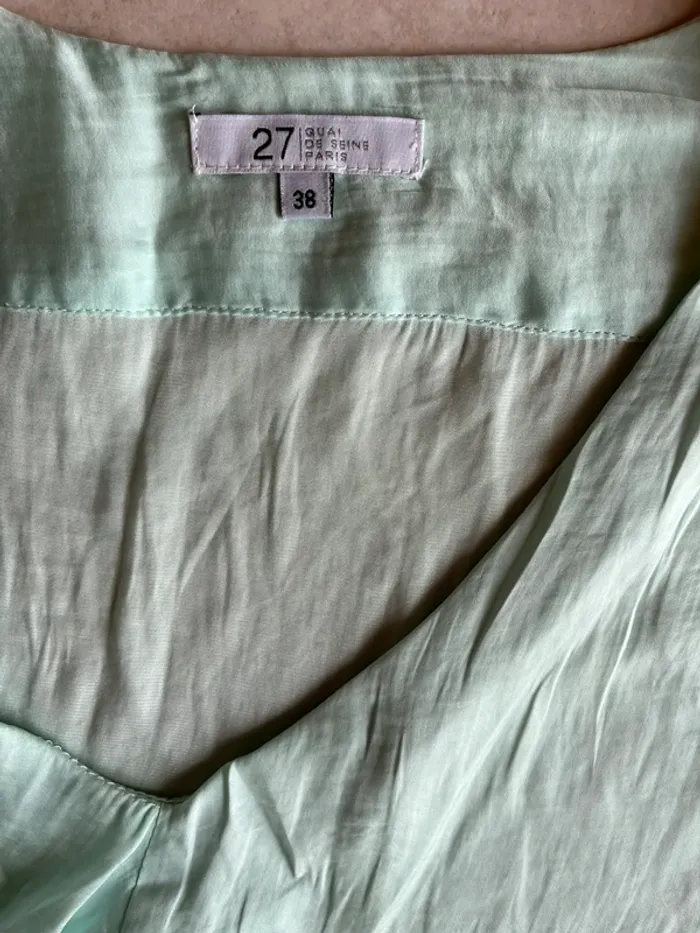 27
QUAI
DE SEINE
PARIS
38